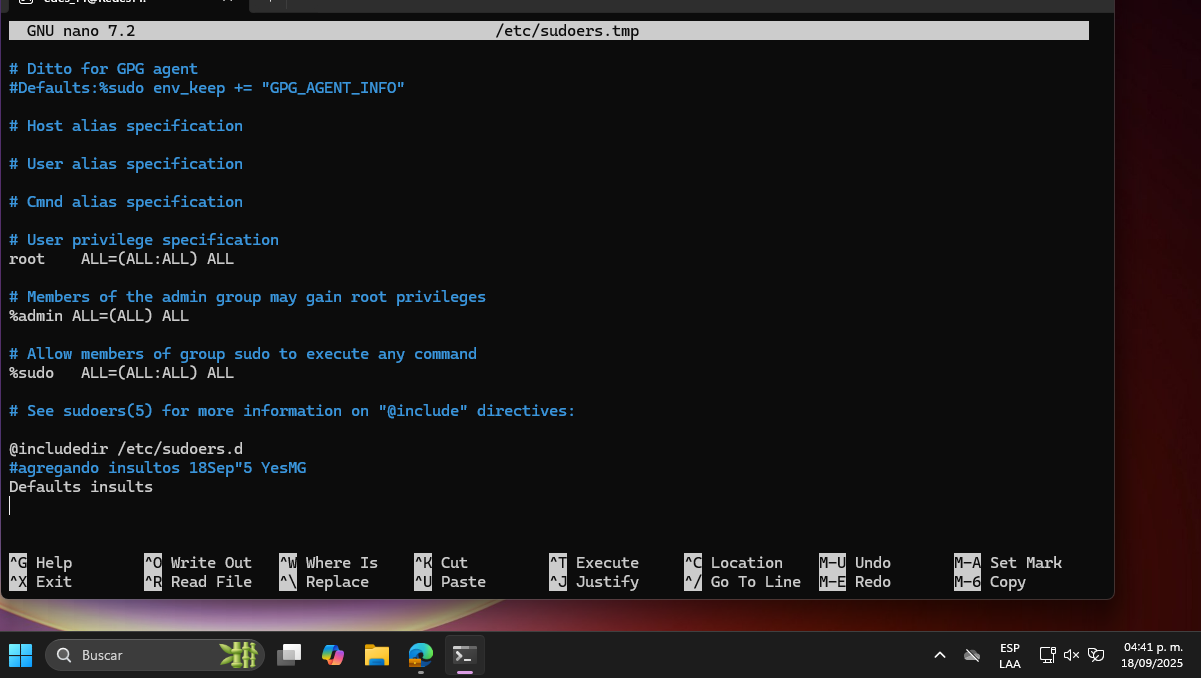 GNU nano 7.2 /etc/sudoers.tmp
# Ditto for GPG agent
#Defaults:%sudo env_keep += "GPG_AGENT_INFO"
# Host alias specification
# User alias specification
# Cmnd alias specification
# User privilege specification
root    ALL=(ALL:ALL) ALL
# Members of the admin group may gain root privileges
%admin ALL=(ALL) ALL
# Allow members of group sudo to execute any command
%sudo   ALL=(ALL:ALL) ALL
# See sudoers(5) for more information on "@include" directives:
@includedir /etc/sudoers.d
#agregando insultos 18Sep"5 YesMG
Defaults insults
^G Help ^O Write Out ^W Where Is ^K Cut ^T Execute ^C Location M-U Undo M-A Set Mark
^X Exit ^R Read File ^\ Replace ^U Paste ^J Justify ^/ Go To Line M-E Redo M-6 Copy
Buscar
ESP
LAA
04:41 p. m.
18/09/2025